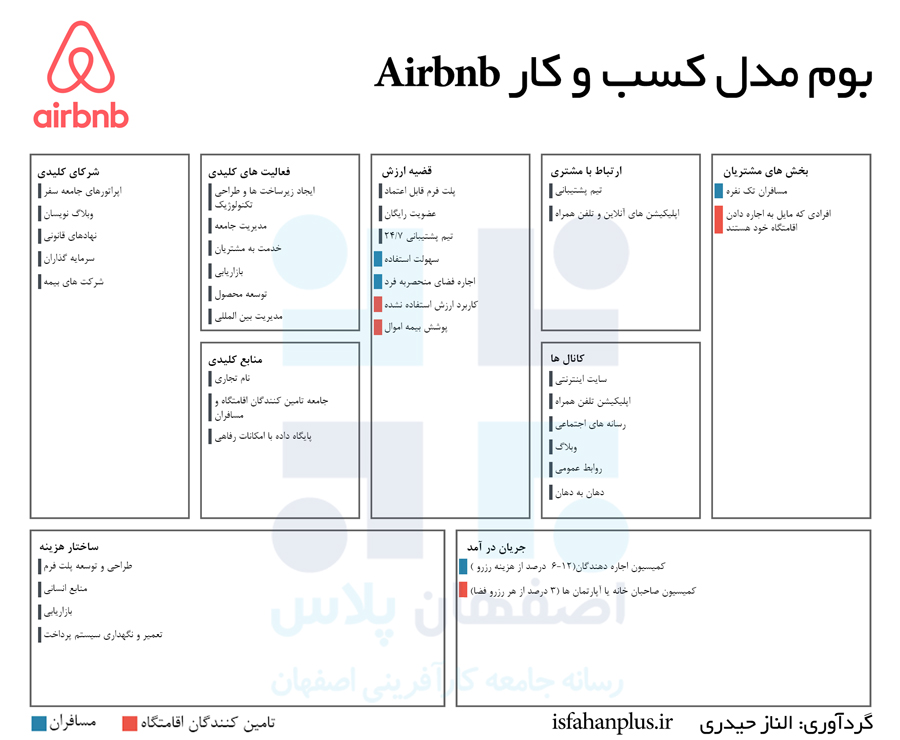 airbnb
بوم مدل کسب و کار Airbnb
بخش های مشتریان
مسافران تک نفره
افرادی که مایل به اجاره دادن
اقامتگاه خود هستند
ارتباط با مشتری
تیم پشتیبانی
اپلیکیشن های آنلاین و تلفن همراه
کانال ها
سایت اینترنتی
اپلیکیشن تلفن همراه
رسانه های اجتماعی
وبلاگ
روابط عمومی
دهان به دهان
قضیه ارزش
پلت فرم قابل اعتماد
عضویت رایگان
تیم پشتیبانی ۲۴/۷
سهولت استفاده
اجاره فضای منحصربه فرد
کاربرد ارزش استفاده نشده
پوشش بیمه اموال
فعالیت های کلیدی
ایجاد زیرساخت ها و طراحی
تکنولوژیک
مدیریت جامعه
خدمت به مشتریان
بازاریابی
توسعه محصول
مدیریت بین المللی
منابع کلیدی
نام تجاری
جامعه تامین کنندگان اقامتگاه و
مسافران
پایگاه داده با امکانات رفاهی
شرکای کلیدی
اپراتورهای جامعه سفر
وبلاگ نویسان
نهادهای قانونی
سرمایه گذاران
شرکت های بیمه
جریان در آمد
کمیسیون اجاره دهندگان(۱۲-۶ درصد از هزینه رزرو )
کمیسیون صاحبان خانه یا آپارتمان ها (۳ درصد از هر رزرو فضا)
ساختار هزینه
طراحی و توسعه پلت فرم
منابع انسانی
بازاریابی
تعمیر و نگهداری سیستم پرداخت
اصفهان پلاس
رسانه جامعه کارآفرینی اصفهان
گردآوری: الناز حیدری
isfahanplus.ir
تامین کنندگان اقامتگاه
مسافران